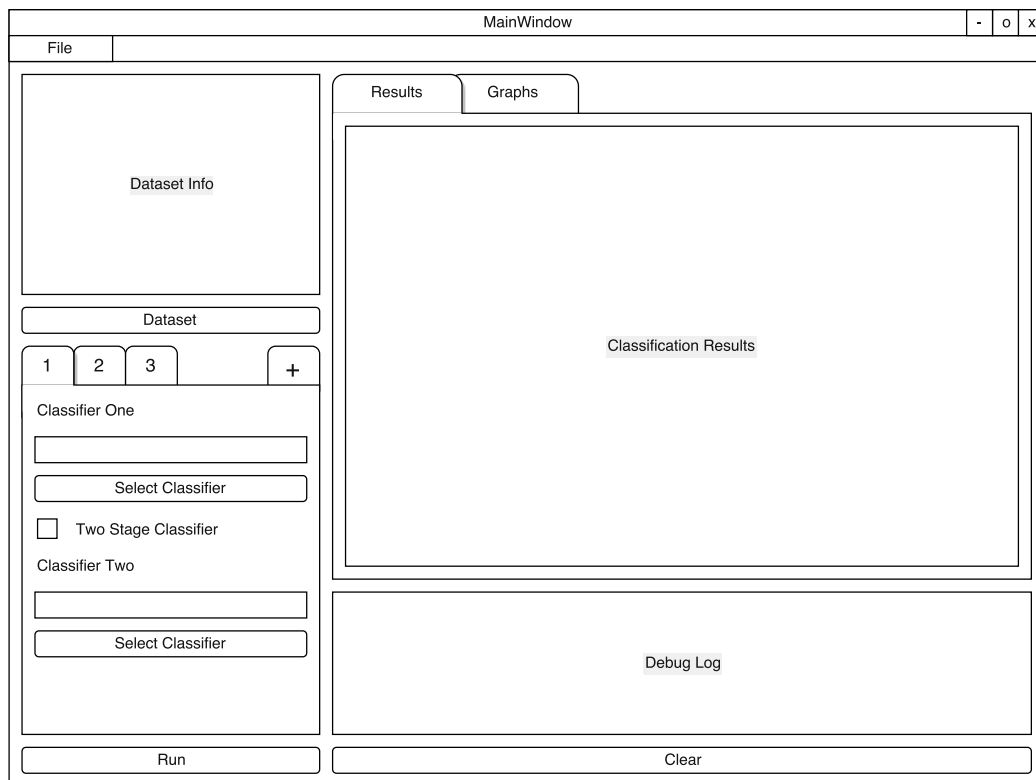 MainWindow
- o x
File
Dataset Info
Dataset
1 2 3 +
Classifier One
Select Classifier
Two Stage Classifier
Classifier Two
Select Classifier
Run
Results Graphs
Classification Results
Debug Log
Clear